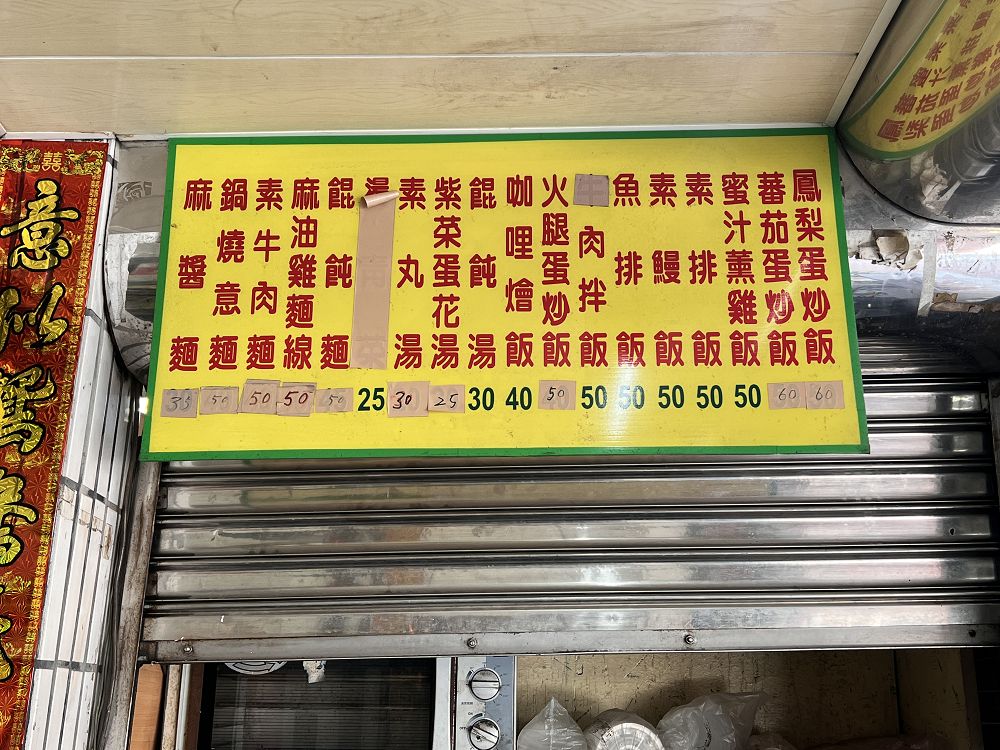 鳳梨蛋炒飯 60
蕃茄蛋炒飯 60
蜜汁薰雞飯 50
素排飯 50
素鰻飯 50
魚排飯 50
肉拌飯 50
火腿蛋炒飯 50
咖哩燴飯 40
餛飩湯 30
紫菜蛋花湯 25
素丸湯 30
湯 25
餛飩麵 50
麻油雞麵線 50
素牛肉麵 50
鍋燒意麵 50
麻醬麵 35
意